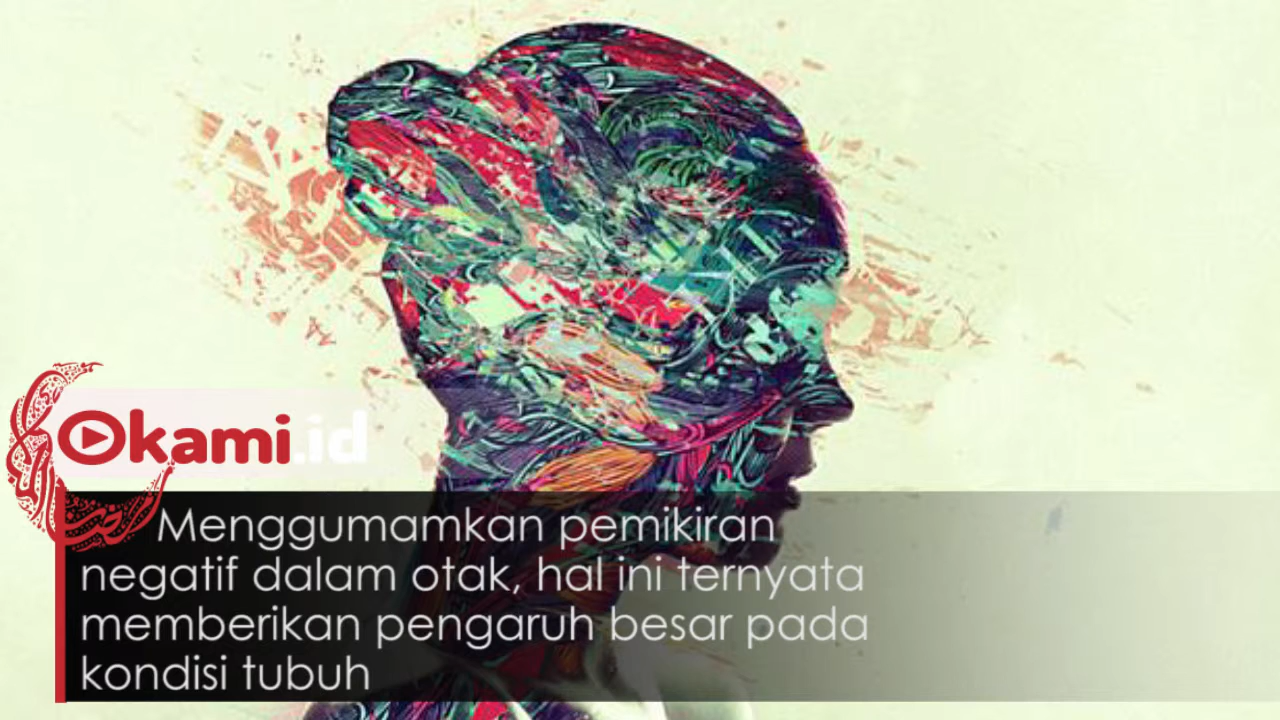 Okami.id
Menggumamkan pemikiran
negatif dalam otak, hal ini ternyata
memberikan pengaruh besar pada
kondisi tubuh